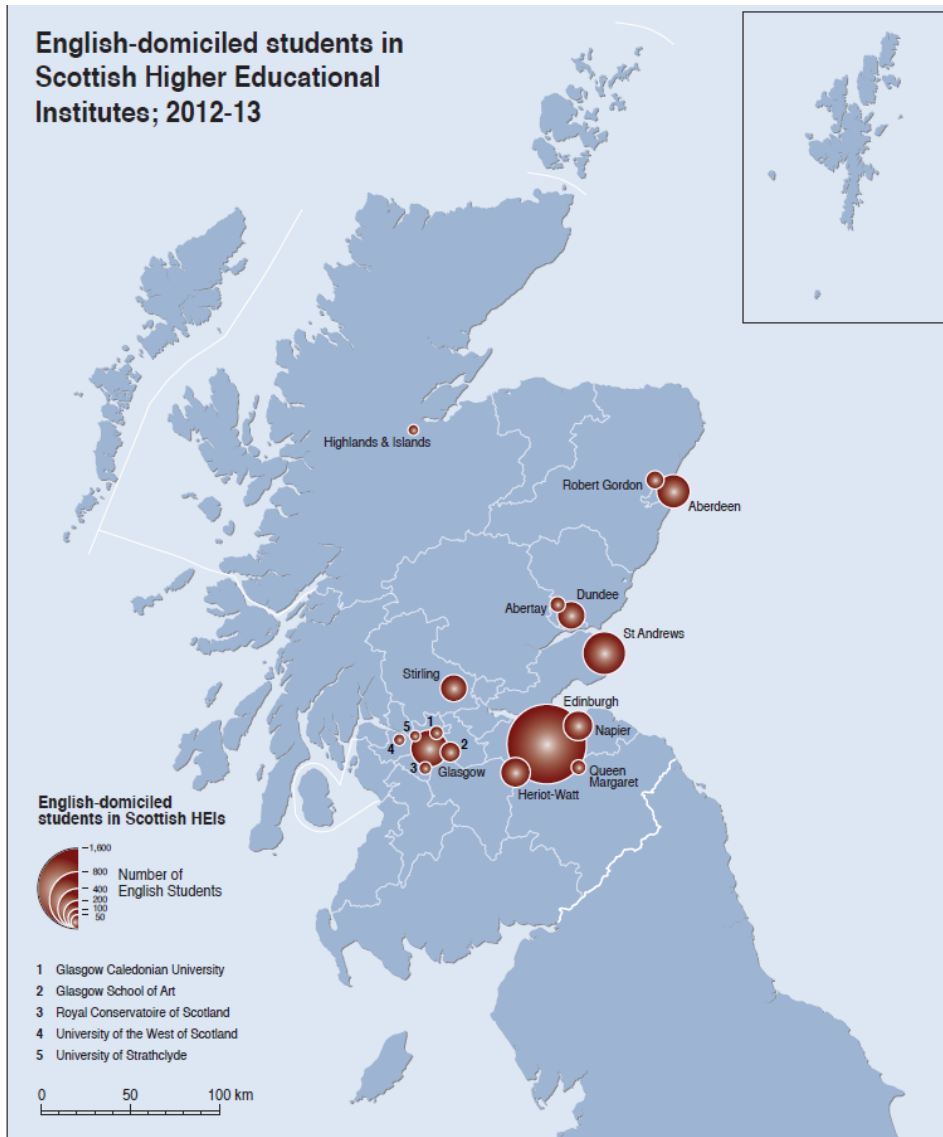 English-domiciled students in
Scottish Higher Educational
Institutes; 2012-13
Highlands & Islands
Robert Gordon
Aberdeen
Dundee
Abertay
St Andrews
Stirling
Edinburgh
Napier
1
5
4
2
3
Glasgow
Queen
Margaret
Heriot-Watt
English-domiciled
students in Scottish HEIs
1,600
800
400
200
100
50
Number of
English Students
1 Glasgow Caledonian University
2 Glasgow School of Art
3 Royal Conservatoire of Scotland
4 University of the West of Scotland
5 University of Strathclyde
0 50 100 km